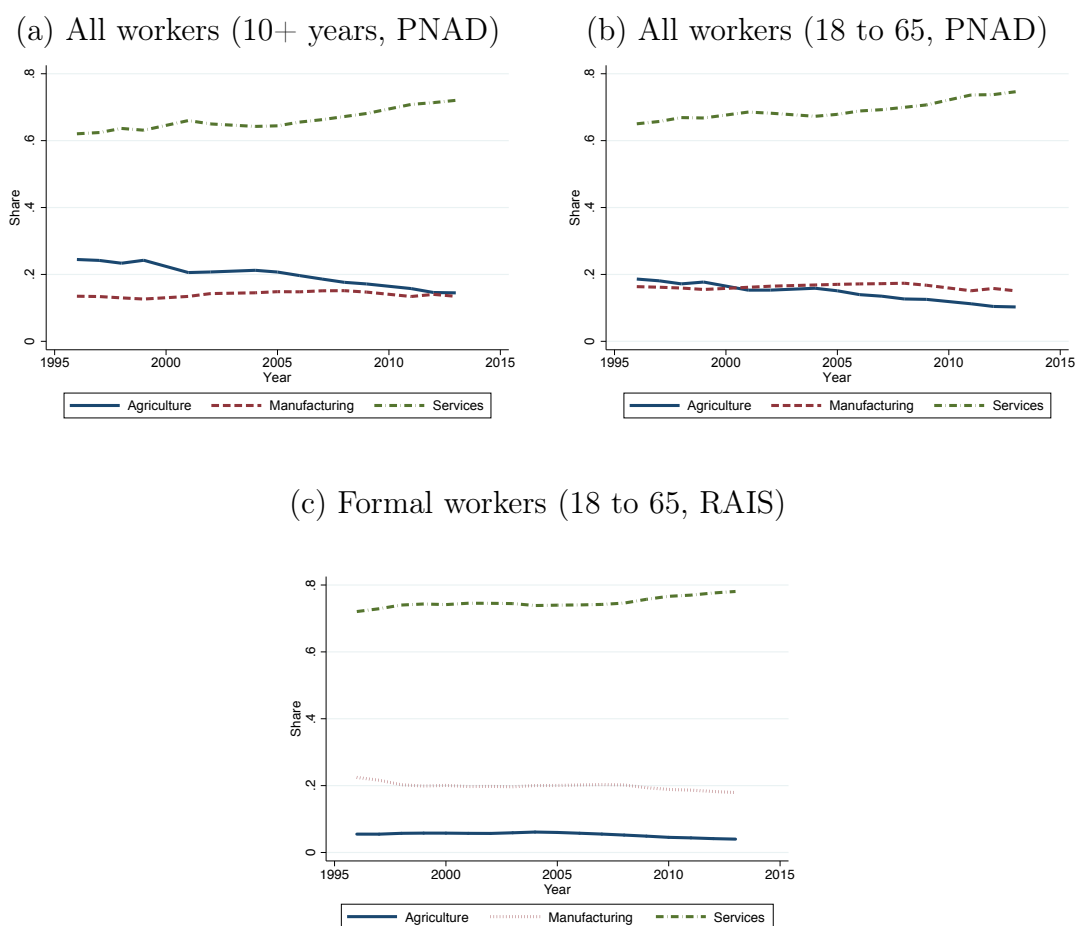 (a) All workers (10+ years, PNAD)
.8
.6
.4
.2
0
Share
1995 2000 2005 2010 2015
Year
Agriculture Manufacturing Services
(b) All workers (18 to 65, PNAD)
.8
.6
.4
.2
0
Share
1995 2000 2005 2010 2015
Year
Agriculture Manufacturing Services
(c) Formal workers (18 to 65, RAIS)
.8
.6
.4
.2
0
Share
1995 2000 2005 2010 2015
Year
Agriculture Manufacturing Services